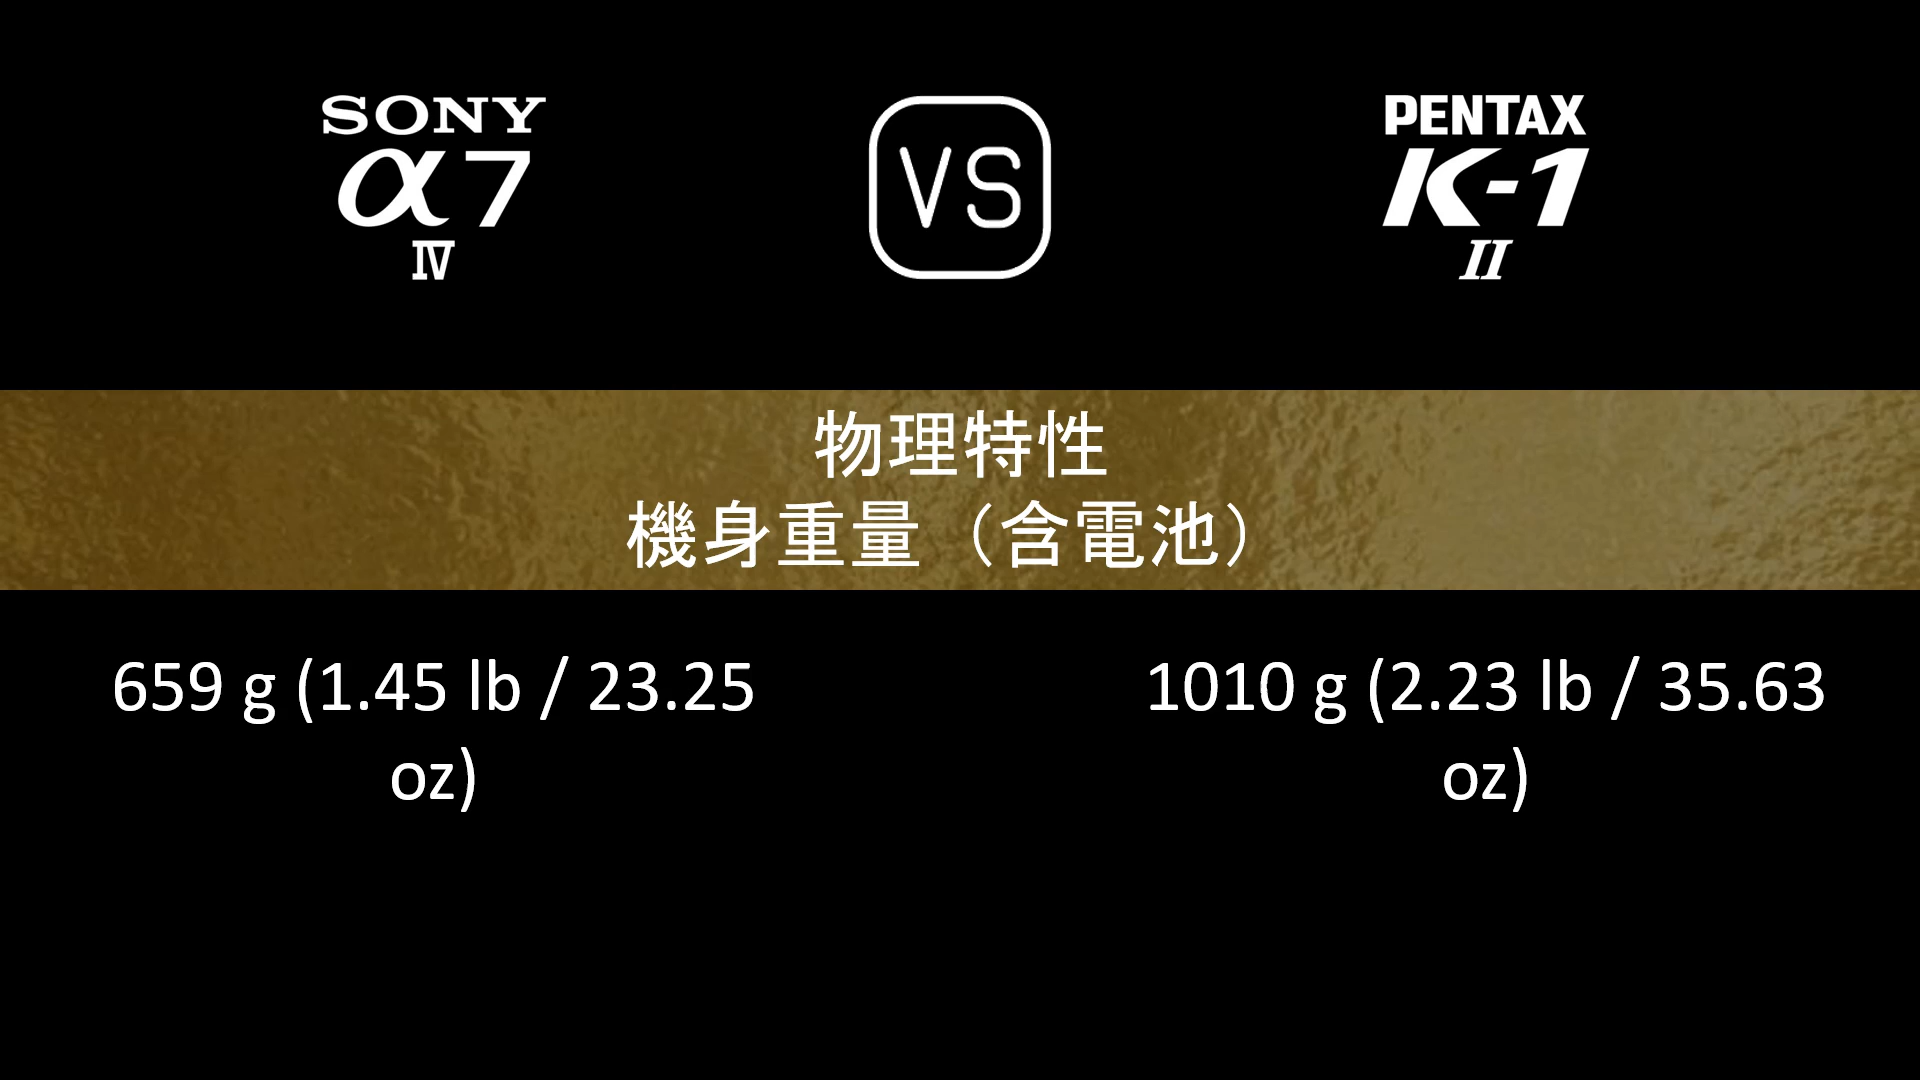 SONY
α7
IV
VS
PENTAX
K-1
II
物理特性
機身重量（含電池）
659 g (1.45 lb / 23.25
oz)
1010 g (2.23 lb / 35.63
oz)